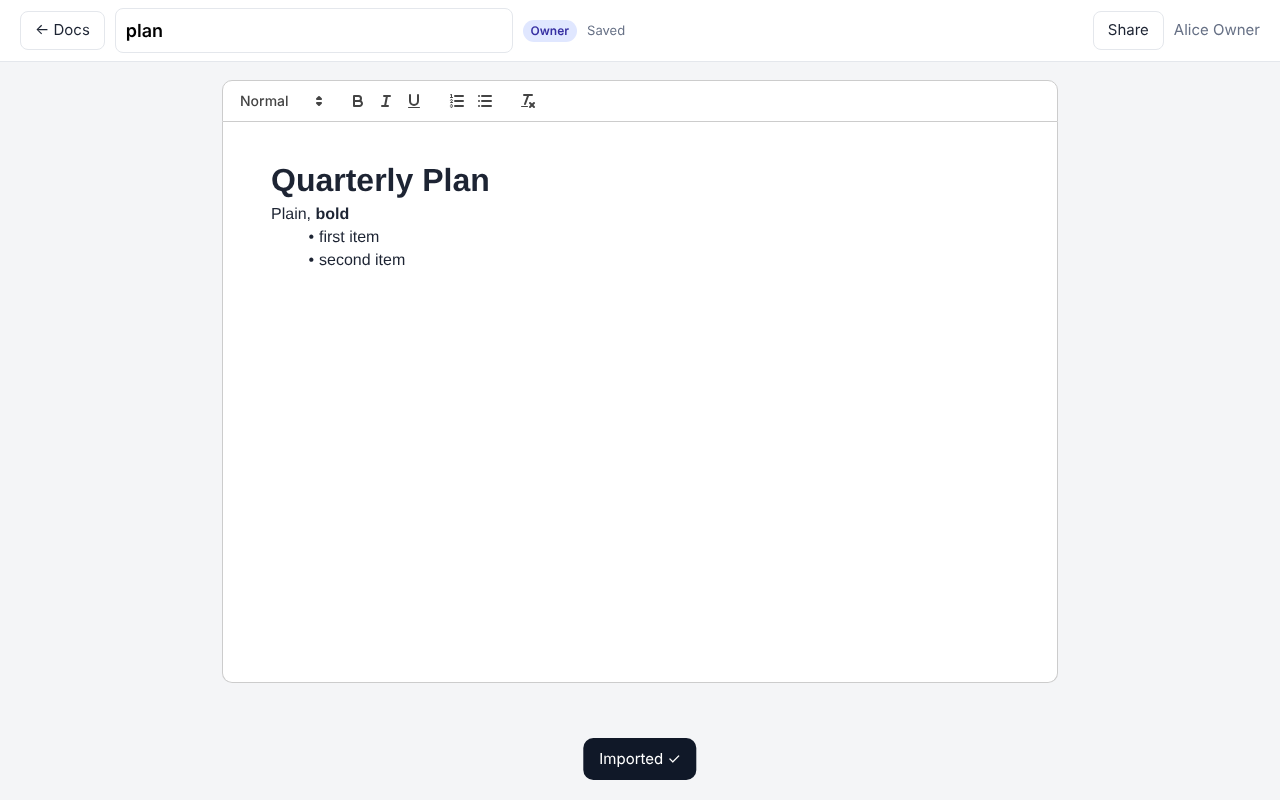 ← Docs
plan
Owner
Saved
Share
Alice Owner
Normal
Quarterly Plan
Plain, bold
• first item
• second item
Imported ✓